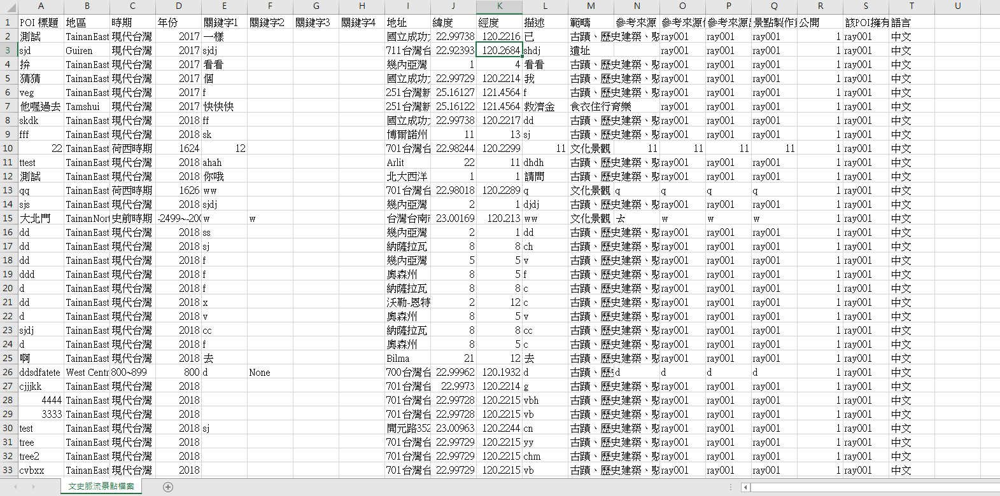 A B C D E F G H I J K L M N O P Q R S T U
1 POI 標題 地區 時期 年份 關鍵字1 關鍵字2 關鍵字3 關鍵字4 地址 緯度 經度 描述 範疇 參考來源 參考來源 參考來源 景點製作 公開 該POI擁有 語言
2 測試 TainanEast 現代台灣 2017 一樣 國立成功 22.99738 120.2216 已 古蹟、歷史建築、聚 ray001 ray001 ray001 1 ray001 中文
3 sjd Guiren 現代台灣 2017 sjdj 711台灣台 22.92393 120.2684 shdj 遺址 ray001 ray001 ray001 1 ray001 中文
4 拚 TainanEast 現代台灣 2017 看看 幾內亞灣 1 4 看看 古蹟、歷史建築、聚 ray001 ray001 ray001 1 ray001 中文
5 猜猜 TainanEast 現代台灣 2017 個 國立成功 22.99729 120.2214 我 古蹟、歷史建築、聚 ray001 ray001 ray001 1 ray001 中文
6 veg TainanEast 現代台灣 2017 f 251台灣新 25.16127 121.4564 f 古蹟、歷史建築、聚 ray001 ray001 ray001 1 ray001 中文
7 他喔過去 Tamshui 現代台灣 2017 快快快 251台灣新 25.16122 121.4564 救濟金 食衣住行育樂 ray001 ray001 ray001 1 ray001 中文
8 skdk TainanEast 現代台灣 2018 ff 國立成功 22.99738 120.2217 dd 古蹟、歷史建築、聚 ray001 ray001 ray001 1 ray001 中文
9 fff TainanEast 現代台灣 2018 sk 博爾諾州 11 13 sj 古蹟、歷史建築、聚 ray001 ray001 ray001 1 ray001 中文
10 22 TainanEast 荷西時期 1624 12 701台灣台 22.98244 120.2299 11 文化景觀 11 11 11 11 1 ray001 中文
11 ttest TainanEast 現代台灣 2018 ahah Arlit 22 11 dhdh 古蹟、歷史建築、聚 ray001 ray001 ray001 1 ray001 中文
12 測試 TainanEast 現代台灣 2018 你哦 北大西洋 1 1 請問 古蹟、歷史建築、聚 ray001 ray001 ray001 1 ray001 中文
13 qq TainanEast 荷西時期 1626 ww 701台灣台 22.98018 120.2289 q 文化景觀 q q q q 1 ray001 中文
14 sjs TainanEast 現代台灣 2018 sjdj 幾內亞灣 2 1 djdj 古蹟、歷史建築、聚 ray001 ray001 ray001 1 ray001 中文
15 大北門 TainanNort 史前時期 -2499~-200 w w 台灣台南 23.00169 120.213 ww 文化景觀 ㄊ w w w 1 ray001 中文
16 dd TainanEast 現代台灣 2018 ss 幾內亞灣 2 1 dd 古蹟、歷史建築、聚 ray001 ray001 ray001 1 ray001 中文
17 dd TainanEast 現代台灣 2018 sj 納薩拉瓦 8 8 ch 古蹟、歷史建築、聚 ray001 ray001 ray001 1 ray001 中文
18 dd TainanEast 現代台灣 2018 f 幾內亞灣 5 5 v 古蹟、歷史建築、聚 ray001 ray001 ray001 1 ray001 中文
19 ddd TainanEast 現代台灣 2018 f 奧森州 8 5 f 古蹟、歷史建築、聚 ray001 ray001 ray001 1 ray001 中文
20 d TainanEast 現代台灣 2018 f 納薩拉瓦 8 8 c 古蹟、歷史建築、聚 ray001 ray001 ray001 1 ray001 中文
21 dd TainanEast 現代台灣 2018 x 沃勒-恩特 2 12 c 古蹟、歷史建築、聚 ray001 ray001 ray001 1 ray001 中文
22 d TainanEast 現代台灣 2018 v 奧森州 8 5 v 古蹟、歷史建築、聚 ray001 ray001 ray001 1 ray001 中文
23 sjdj TainanEast 現代台灣 2018 cc 納薩拉瓦 8 8 cc 古蹟、歷史建築、聚 ray001 ray001 ray001 1 ray001 中文
24 d TainanEast 現代台灣 2018 f 奧森州 8 5 c 古蹟、歷史建築、聚 ray001 ray001 ray001 1 ray001 中文
25 啊 TainanEast 現代台灣 2018 去 Bilma 21 12 去 古蹟、歷史建築、聚 ray001 ray001 ray001 1 ray001 中文
26 ddsdfatete West Centr 800~899 800 d None 700台灣台 22.99962 120.1932 d 古蹟、歷史 d d d d 1 ray001 中文
27 cjjjkk TainanEast 現代台灣 2018 701台灣台 22.9973 120.2214 g 古蹟、歷史建築、聚 ray001 ray001 ray001 1 ray001 中文
28 4444 TainanEast 現代台灣 2018 701台灣台 22.99728 120.2215 vbh 古蹟、歷史建築、聚 ray001 ray001 ray001 1 ray001 中文
29 3333 TainanEast 現代台灣 2018 701台灣台 22.99728 120.2215 vb 古蹟、歷史建築、聚 ray001 ray001 ray001 1 ray001 中文
30 test TainanEast 現代台灣 2018 sj 開元路352 23.00963 120.2244 cn 古蹟、歷史建築、聚 ray001 ray001 ray001 1 ray001 中文
31 tree TainanEast 現代台灣 2018 701台灣台 22.99729 120.2215 yy 古蹟、歷史建築、聚 ray001 ray001 ray001 1 ray001 中文
32 tree2 TainanEast 現代台灣 2018 701台灣台 22.99729 120.2215 chm 古蹟、歷史建築、聚 ray001 ray001 ray001 1 ray001 中文
33 cvbxx TainanEast 現代台灣 2018 701台灣台 22.99729 120.2215 vb 古蹟、歷史建築、聚 ray001 ray001 ray001 1 ray001 中文
文史脈流景點檔案